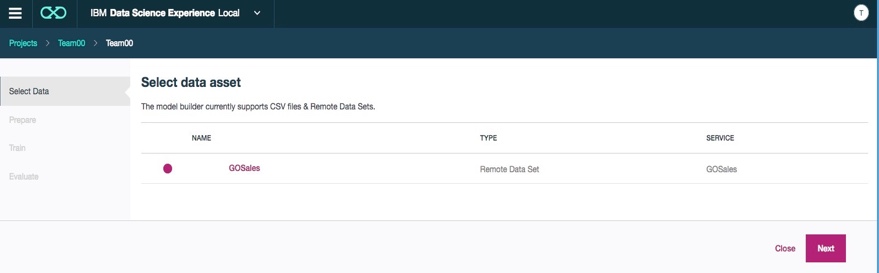 IBM Data Science Experience Local
T
Projects > Team00 > Team00
Select Data
Prepare
Train
Evaluate
Select data asset
The model builder currently supports CSV files & Remote Data Sets.
NAME TYPE SERVICE
GOSales Remote Data Set GOSales
Close Next